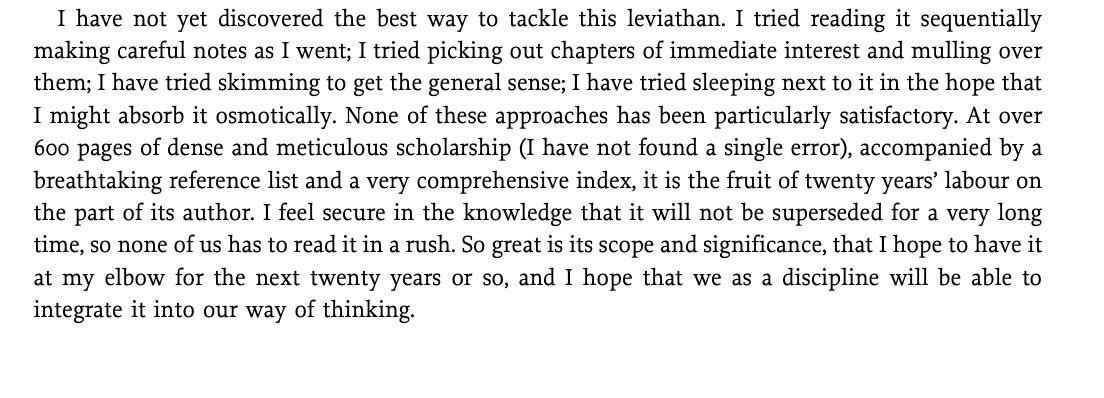 I have not yet discovered the best way to tackle this leviathan. I tried reading it sequentially
making careful notes as I went; I tried picking out chapters of immediate interest and mulling over
them; I have tried skimming to get the general sense; I have tried sleeping next to it in the hope that
I might absorb it osmotically. None of these approaches has been particularly satisfactory. At over
600 pages of dense and meticulous scholarship (I have not found a single error), accompanied by a
breathtaking reference list and a very comprehensive index, it is the fruit of twenty years’ labour on
the part of its author. I feel secure in the knowledge that it will not be superseded for a very long
time, so none of us has to read it in a rush. So great is its scope and significance, that I hope to have it
at my elbow for the next twenty years or so, and I hope that we as a discipline will be able to
integrate it into our way of thinking.